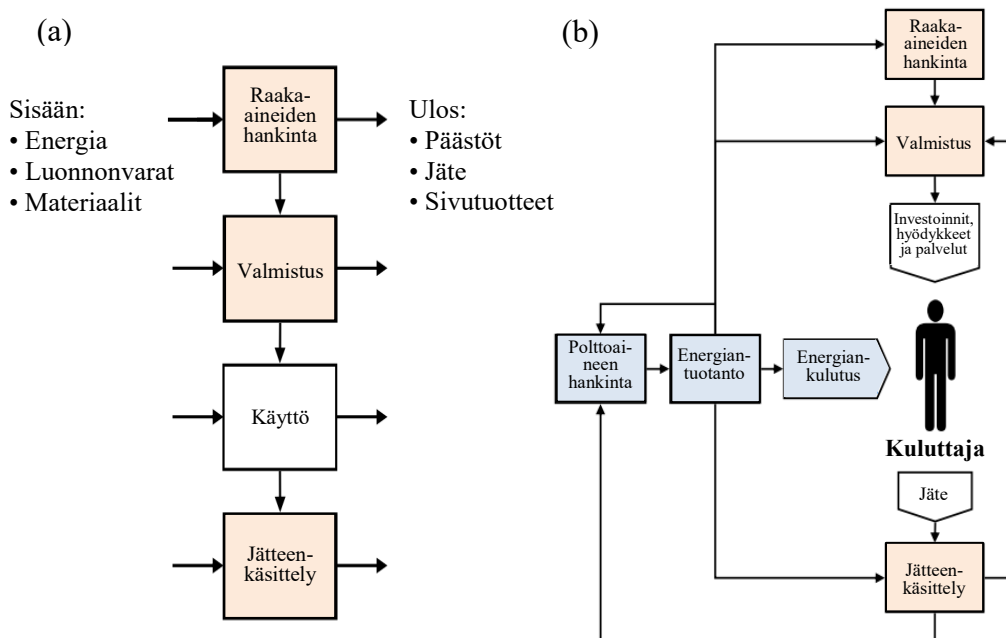 (a)
Sisään:
• Energia
• Luonnonvarat
• Materiaalit
Raaka-
aineiden
hankinta
Ulos:
• Päästöt
• Jäte
• Sivutuotteet
Valmistus
Käyttö
Jätteen-
käsittely
(b)
Raaka-
aineiden
hankinta
Valmistus
Investoinnit,
hyödykkeet
ja palvelut
Polttoai-
neen
hankinta
Energian-
tuotanto
Energian-
kulutus
Kuluttaja
Jäte
Jätteen-
käsittely